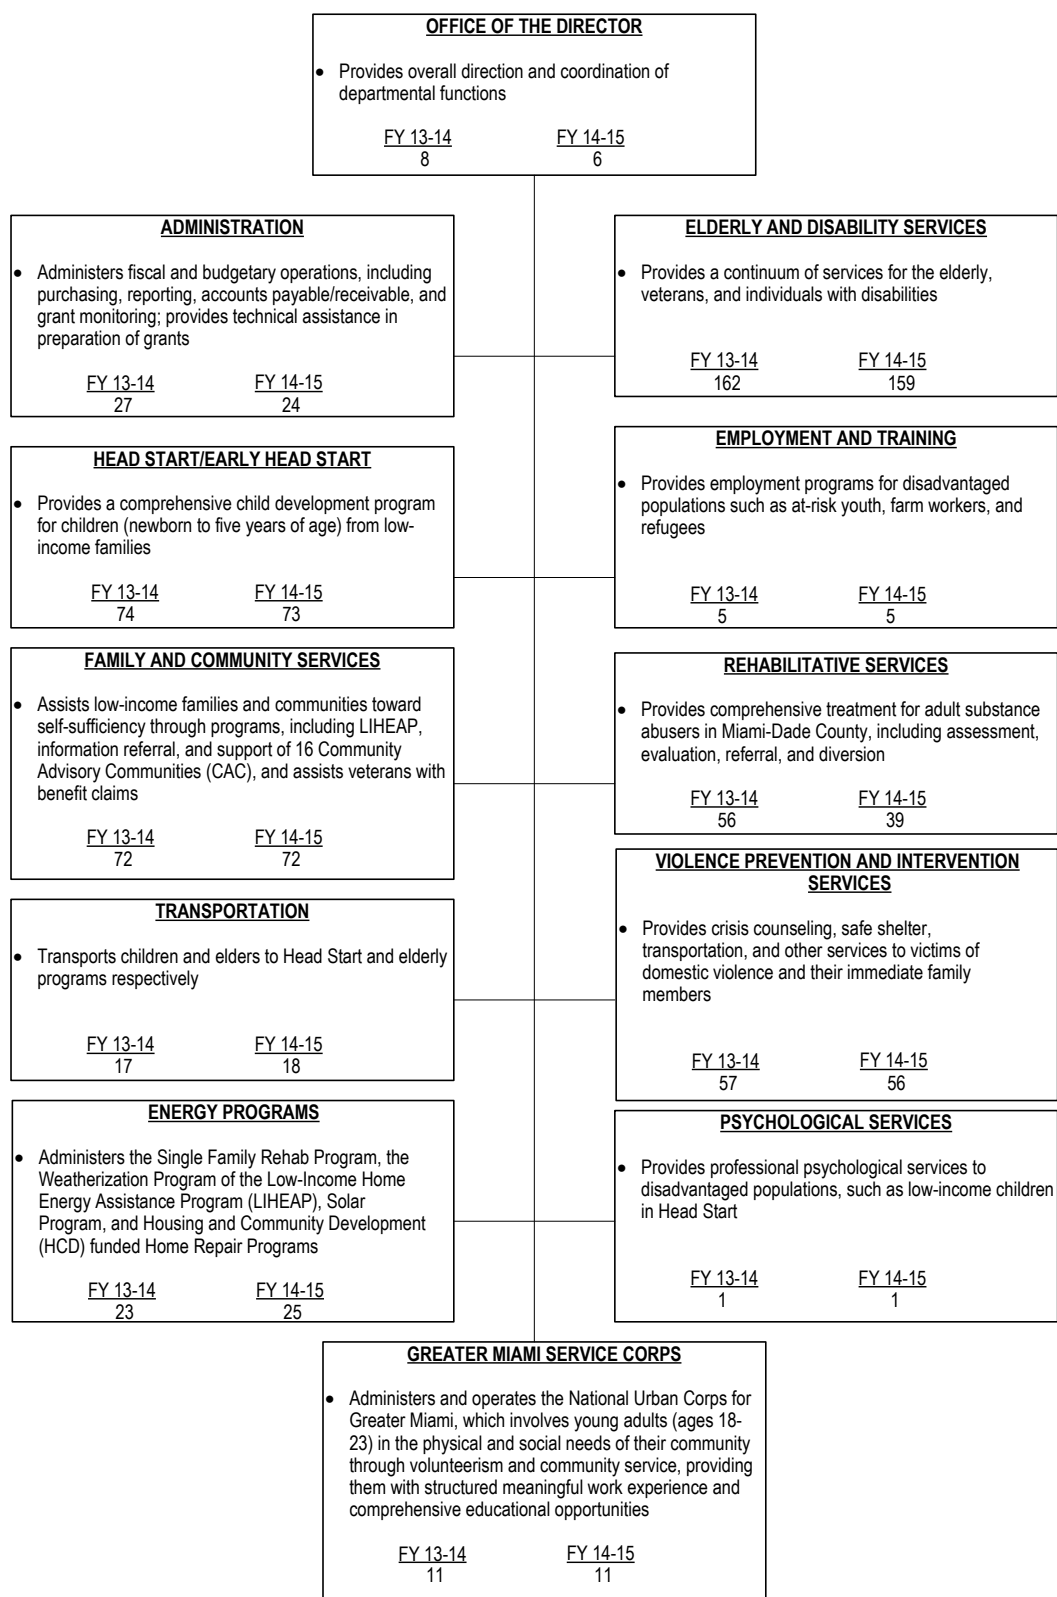 OFFICE OF THE DIRECTOR
• Provides overall direction and coordination of
departmental functions
FY 13-14 FY 14-15
8 6
ADMINISTRATION
• Administers fiscal and budgetary operations, including
purchasing, reporting, accounts payable/receivable, and
grant monitoring; provides technical assistance in
preparation of grants
FY 13-14 FY 14-15
27 24
ELDERLY AND DISABILITY SERVICES
• Provides a continuum of services for the elderly,
veterans, and individuals with disabilities
FY 13-14 FY 14-15
162 159
HEAD START/EARLY HEAD START
• Provides a comprehensive child development program
for children (newborn to five years of age) from low-
income families
FY 13-14 FY 14-15
74 73
EMPLOYMENT AND TRAINING
• Provides employment programs for disadvantaged
populations such as at-risk youth, farm workers, and
refugees
FY 13-14 FY 14-15
5 5
FAMILY AND COMMUNITY SERVICES
• Assists low-income families and communities toward
self-sufficiency through programs, including LIHEAP,
information referral, and support of 16 Community
Advisory Communities (CAC), and assists veterans with
benefit claims
FY 13-14 FY 14-15
72 72
REHABILITATIVE SERVICES
• Provides comprehensive treatment for adult substance
abusers in Miami-Dade County, including assessment,
evaluation, referral, and diversion
FY 13-14 FY 14-15
56 39
TRANSPORTATION
• Transports children and elders to Head Start and elderly
programs respectively
FY 13-14 FY 14-15
17 18
VIOLENCE PREVENTION AND INTERVENTION
SERVICES
• Provides crisis counseling, safe shelter,
transportation, and other services to victims of
domestic violence and their immediate family
members
FY 13-14 FY 14-15
57 56
ENERGY PROGRAMS
• Administers the Single Family Rehab Program, the
Weatherization Program of the Low-Income Home
Energy Assistance Program (LIHEAP), Solar
Program, and Housing and Community Development
(HCD) funded Home Repair Programs
FY 13-14 FY 14-15
23 25
PSYCHOLOGICAL SERVICES
• Provides professional psychological services to
disadvantaged populations, such as low-income children
in Head Start
FY 13-14 FY 14-15
1 1
GREATER MIAMI SERVICE CORPS
• Administers and operates the National Urban Corps for
Greater Miami, which involves young adults (ages 18-
23) in the physical and social needs of their community
through volunteerism and community service, providing
them with structured meaningful work experience and
comprehensive educational opportunities
FY 13-14 FY 14-15
11 11